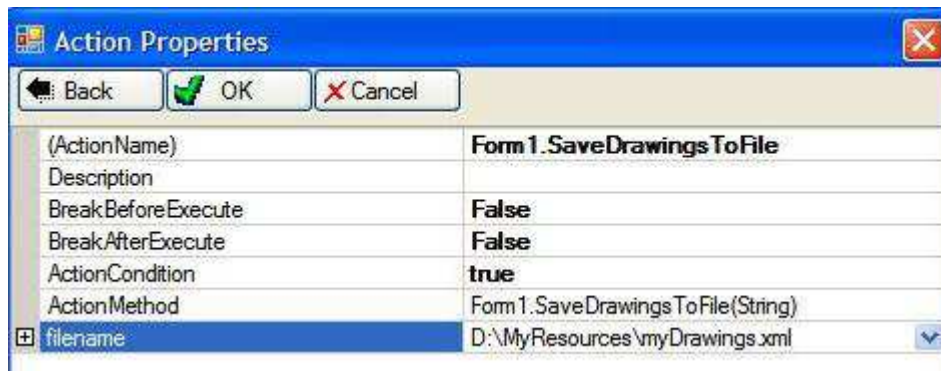 Action Properties
Back OK Cancel
(ActionName) Form1.SaveDrawingsToFile
Description
BreakBeforeExecute False
BreakAfterExecute False
ActionCondition true
ActionMethod Form1.SaveDrawingsToFile(String)
filename D:\MyResources\myDrawings.xml